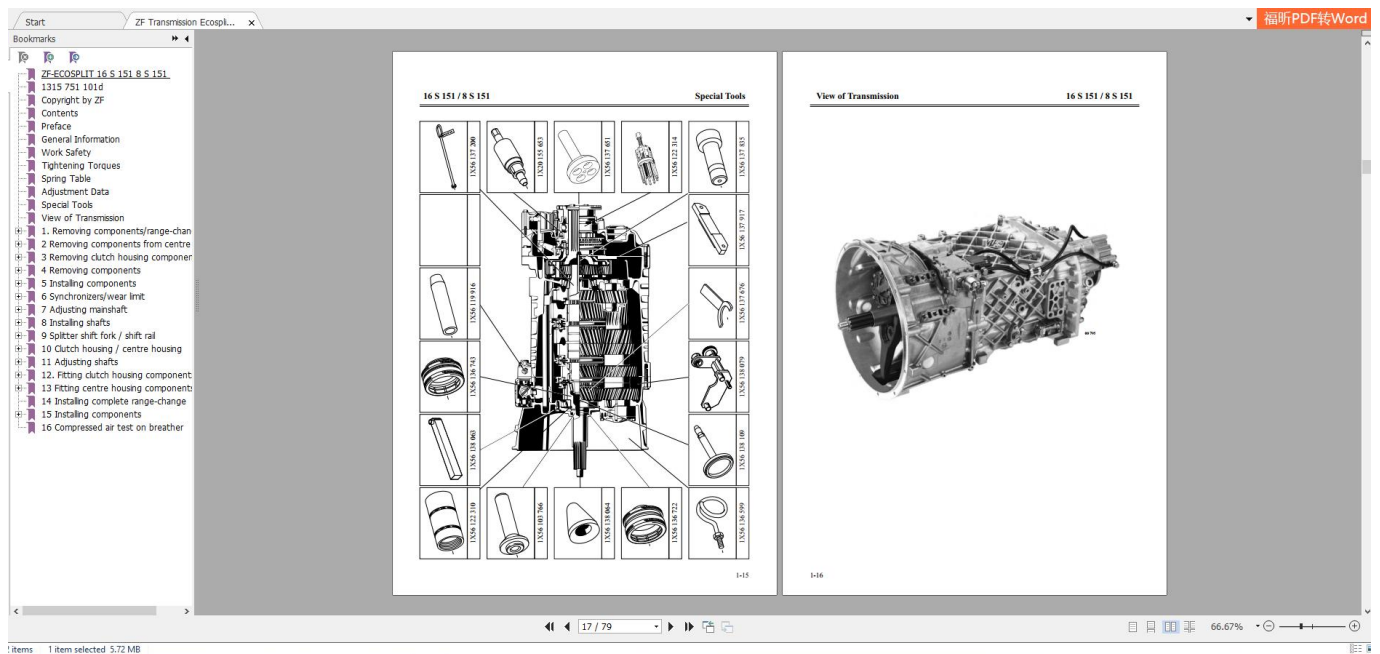 Start
ZF Transmission Ecospli... x
福昕PDF转Word
Bookmarks
ZF-ECOSPLIT 16 S 151 8 S 151
1315 751 101d
Copyright by ZF
Contents
Preface
General Information
Work Safety
Tightening Torques
Spring Table
Adjustment Data
Special Tools
View of Transmission
1. Removing components/range-chan
2 Removing components from centre
3 Removing clutch housing componer
4 Removing components
5 Installing components
6 Synchronizers/wear limit
7 Adjusting mainshaft
8 Installing shafts
9 Splitter shift fork / shift rail
10 Clutch housing / centre housing
11 Adjusting shafts
12. Fitting clutch housing component
13 Fitting centre housing components
14 Installing complete range-change
15 Installing components
16 Compressed air test on breather
16 S 151 / 8 S 151
Special Tools
1X56 137 200
1X20 155 653
1X56 137 651
1X56 122 314
1X56 137 835
1X56 137 917
1X56 119 916
1X56 137 676
1X56 136 743
1X56 138 079
1X56 138 063
1X56 138 109
1X56 122 310
1X56 103 766
1X56 138 064
1X56 136 722
1X56 136 599
1-15
View of Transmission
16 S 151 / 8 S 151
1-16
17 / 79
66.67%
items
1 item selected 5.72 MB